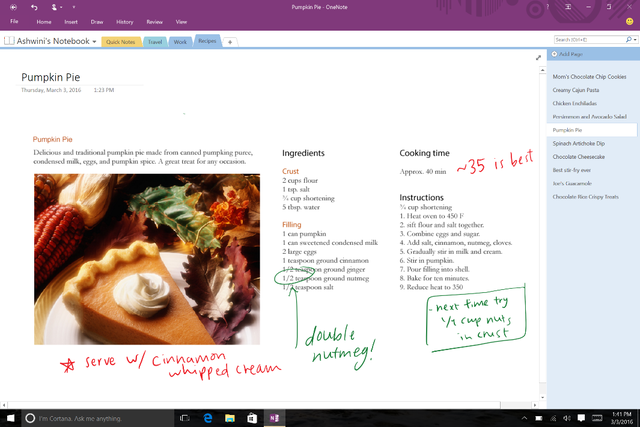 Pumpkin Pie - OneNote
File Home Insert Draw History Review View
Ashwini's Notebook Quick Notes Travel Work Recipes +
Search (Ctrl+E)
Add Page
Mom's Chocolate Chip Cookies
Creamy Cajun Pasta
Chicken Enchiladas
Persimmon and Avocado Salad
Pumpkin Pie
Spinach Artichoke Dip
Chocolate Cheesecake
Best stir-fry ever
Joe's Guacamole
Chocolate Rice Crispy Treats
Pumpkin Pie
Thursday, March 3, 2016 1:23 PM
Pumpkin Pie
Delicious and traditional pumpkin pie made from canned pumpking puree,
condensed milk, eggs, and pumpkin spice. A great treat for any occasion.
Ingredients
Crust
2 cups flour
1 tsp. salt
¾ cup shortening
5 tbsp. water
Filling
1 can pumpkin
1 can sweetened condensed milk
2 large eggs
1 teaspoon ground cinnamon
1/2 teaspoon ground ginger
1/2 teaspoon ground nutmeg
1/2 teaspoon salt
Cooking time
Approx. 40 min
~35 is best
Instructions
¾ cup shortening
1. Heat oven to 450 F
2. sift flour and salt together.
3. Combine eggs and sugar.
4. Add salt, cinnamon, nutmeg, cloves.
5. Gradually stir in milk and cream.
6. Stir in pumpkin.
7. Pour filling into shell.
8. Bake for ten minutes.
9. Reduce heat to 350
- next time try
cup nuts
in crust
double
nutmeg!
serve w/ cinnamon
whipped cream
I'm Cortana. Ask me anything.
1:41 PM
3/3/2016